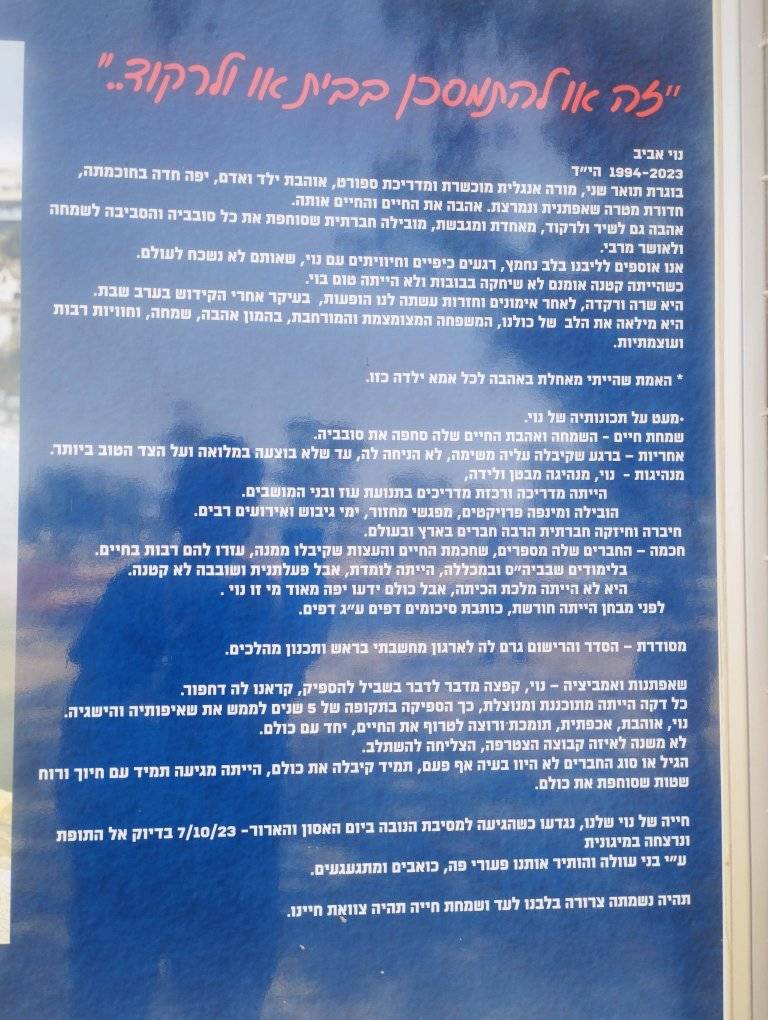 "זה או להתמסכן בבית או ולרקוד.."
נוי אביב
1994-2023 הי"ד
בוגרת תואר שני, מורה אנגלית מוכשרת ומדריכת ספורט, אוהבת ילד ואדם, יפה חדה בחוכמתה,
חדורת מטרה שאפתנית ונמרצת. אהבה את החיים והחיים אותה.
אהבה גם לשיר ולרקוד, מאחדת ומגבשת, מובילה חברתית שסוחפת את כל סובביה והסביבה לשמחה
ולאושר מרבי.
אנו אוספים לליבנו בלב נחמץ, רגעים כיפיים וחיוויתים עם נוי, שאותם לא נשכח לעולם.
כשהייתה קטנה אומנם לא שיחקה בבובות ולא הייתה טום בוי.
היא שרה ורקדה, לאחר אימונים וחזרות עשתה לנו הופעות, בעיקר אחרי הקידוש בערב שבת.
היא מילאה את הלב של כולנו, המשפחה המצומצמת והמורחבת, בהמון אהבה, שמחה, וחוויות רבות
ועוצמתיות.
* האמת שהייתי מאחלת באהבה לכל אמא ילדה כזו.
•מעט על תכונותיה של נוי.
שמחת חיים - השמחה ואהבת החיים שלה סחפה את סובביה.
אחריות – ברגע שקיבלה עליה משימה, לא הניחה לה, עד שלא בוצעה במלואה ועל הצד הטוב ביותר.
מנהיגות - נוי, מנהיגה מבטן ולידה,
הייתה מדריכה ורכזת מדריכים בתנועת עוז ובני המושבים.
הובילה ומינפה פרויקטים, מפגשי מחזור, ימי גיבוש ואירועים רבים.
חיברה וחיזקה חברתית הרבה חברים בארץ ובעולם.
חכמה – החברים שלה מספרים, שחכמת החיים והעצות שקיבלו ממנה, עזרו להם רבות בחיים.
בלימודים שבביה"ס ובמכללה, הייתה לומדת, אבל פעלתנית ושובבה לא קטנה.
היא לא הייתה מלכת הכיתה, אבל כולם ידעו יפה מאוד מי זו נוי .
לפני מבחן הייתה חורשת, כותבת סיכומים דפים ע"ג דפים.
מסודרת – הסדר והרישום גרם לה לארגון מחשבתי בראש ותכנון מהלכים.
שאפתנות ואמביציה – נוי, קפצה מדבר לדבר בשביל להספיק, קראנו לה דחפור.
כל דקה הייתה מתוכננת ומנוצלת, כך הספיקה בתקופה של 5 שנים לממש את שאיפותיה והישגיה.
נוי, אוהבת, אכפתית, תומכת ורוצה לטרוף את החיים, יחד עם כולם.
לא משנה לאיזה קבוצה הצטרפה, הצליחה להשתלב.
הגיל או סוג החברים לא היוו בעיה אף פעם, תמיד קיבלה את כולם, הייתה מגיעה תמיד עם חיוך ורוח
שטות שסוחפת את כולם.
חייה של נוי שלנו, נגדעו כשהגיעה למסיבת הנובה ביום האסון והארור- 7/10/23 בדיוק אל התופת
ונרצחה במיגונית
ע"י בני עוולה והותיר אותנו פעורי פה, כואבים ומתגעגעים.
תהיה נשמתה צרורה בלבנו לעד ושמחת חייה תהיה צוואת חיינו.